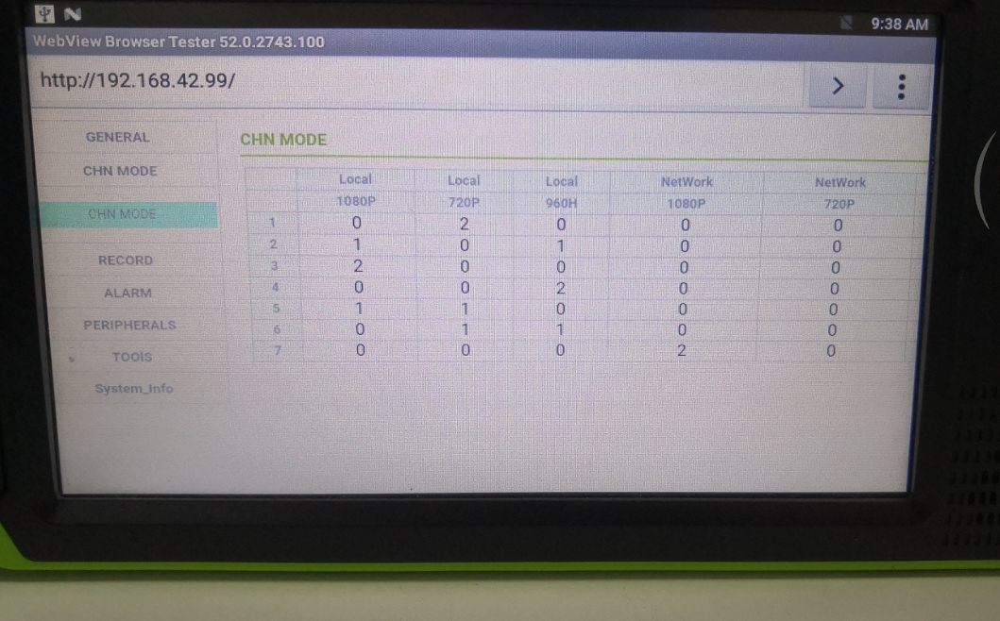 9:38 AM
WebView Browser Tester 52.0.2743.100
http://192.168.42.99/
GENERAL
CHN MODE
CHN MODE
RECORD
ALARM
PERIPHERALS
TOOlS
System_Info
CHN MODE
Local Local Local NetWork NetWork
1080P 720P 960H 1080P 720P
1 0 2 0 0 0
2 1 0 1 0 0
3 2 0 0 0 0
4 0 0 2 0 0
5 1 1 0 0 0
6 0 1 1 0 0
7 0 0 0 2 0